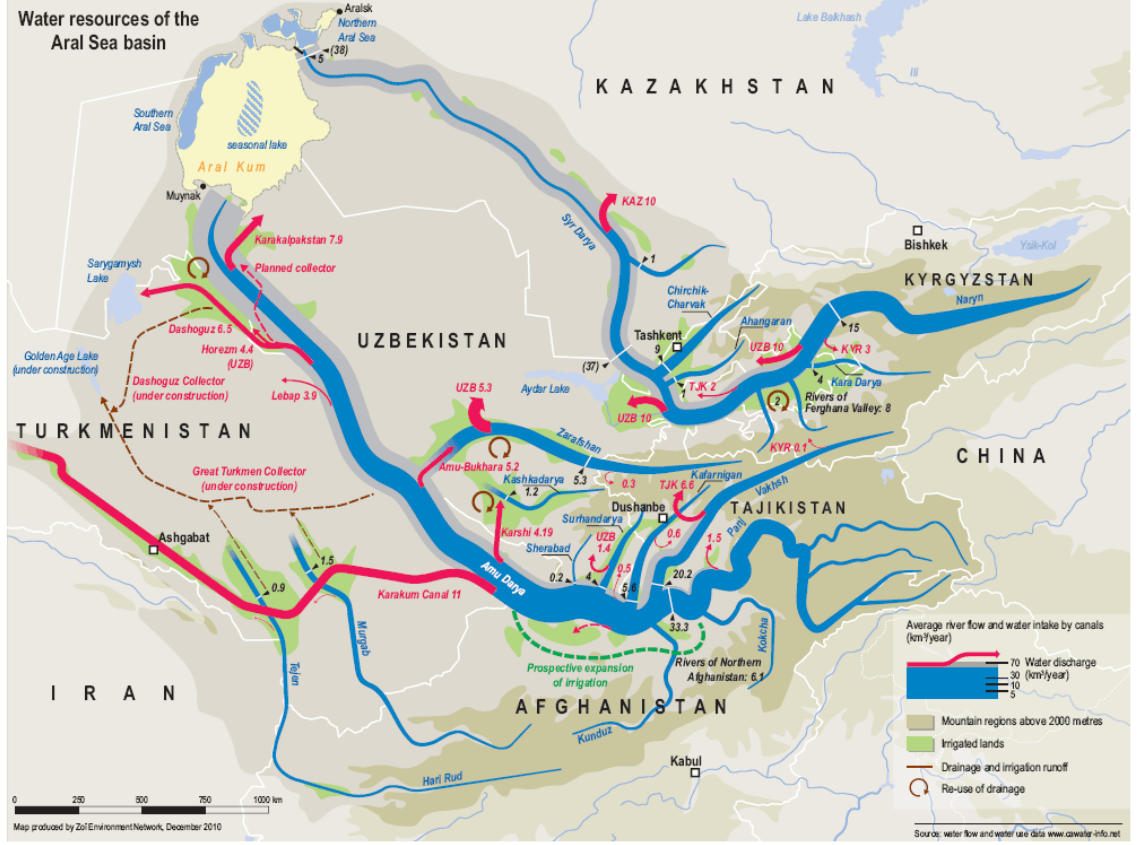 Water resources of the
Aral Sea basin
Aralsk
Northern
Aral Sea
5
(38)
Lake Balkhash
Ili
KAZAKHSTAN
Southern
Aral Sea
seasonal lake
Aral Kum
Muynak
KAZ 10
Syr Darya
1
Bishkek
Ysik-Kol
Karakalpakstan 7.9
Planned collector
Sarygamysh
Lake
KYRGYZSTAN
Naryn
Chirchik-
Charvak
Dashoguz 6.5
Horezm 4.4
(UZB)
UZBEKISTAN
Tashkent
Ahangaran
15
9
UZB 10
KYR 3
Golden Age Lake
(under construction)
Dashoguz Collector
(under construction)
Lebap 3.9
(37)
Aydar Lake
UZB 5.3
1
TJK 2
4
Kara Darya
2
Rivers of
Ferghana Valley: 8
UZB 10
TURKMENISTAN
Zarafshan
KYR 0.1
CHINA
Great Turkmen Collector
(under construction)
Amu-Bukhara 5.2
5.3
0.3
Kashkadarya
1.2
Kafarnigan
TJK 6.6
Vakhsh
Dushanbe
TAJIKISTAN
Surhandarya
Panj
Ashgabat
Karshi 4.19
UZB
1.4
0.6
1.5
Sherabad
0.2
4
0.5
5.6
20.2
33.3
1.5
0.9
Amu Darya
Karakum Canal 11
Murgab
Tejen
Kokcha
Prospective expansion
of irrigation
Rivers of Northern
Afghanistan: 6.1
IRAN
AFGHANISTAN
Kunduz
Kabul
Hari Rud
Average river flow and water intake by canals
(km³/year)
70 Water discharge
30 (km³/year)
10
5
Mountain regions above 2000 metres
Irrigated lands
Drainage and irrigation runoff
Re-use of drainage
0 250 500 750 1000 km
Map produced by Zoï Environment Network, December 2010
Source: water flow and water use data www.cawater-info.net